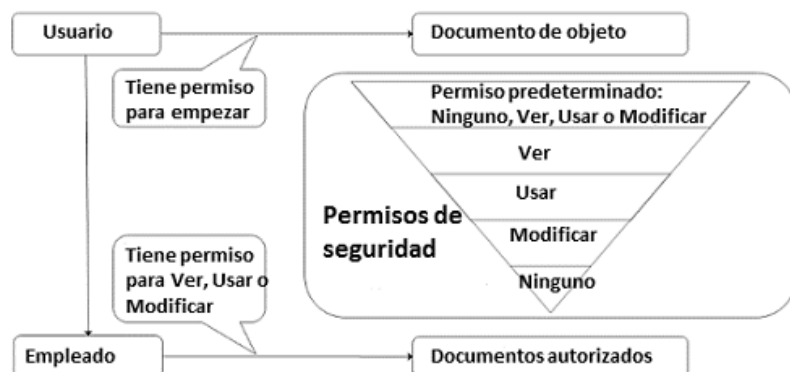 Usuario
Documento de objeto
Tiene permiso
para empezar
Permiso predeterminado:
Ninguno, Ver, Usar o Modificar
Ver
Usar
Permisos de
seguridad
Modificar
Ninguno
Tiene permiso
para Ver, Usar o
Modificar
Empleado
Documentos autorizados